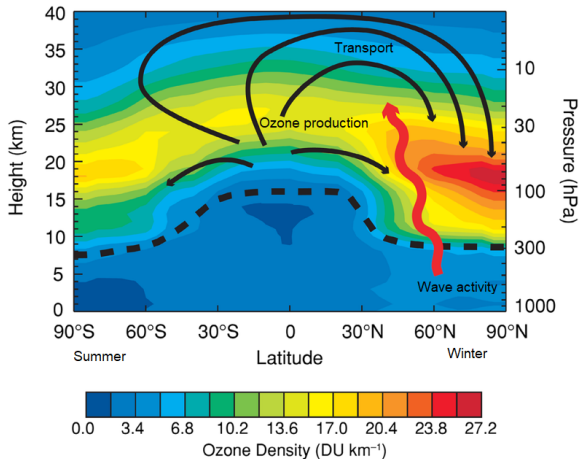 40
35
30
25
20
15
10
5
0
Height (km)
Transport
Ozone production
Wave activity
10
30
100
300
1000
Pressure (hPa)
90°S
60°S
30°S
0
30°N
60°N
90°N
Summer
Latitude
Winter
0.0
3.4
6.8
10.2
13.6
17.0
20.4
23.8
27.2
Ozone Density (DU km⁻¹)